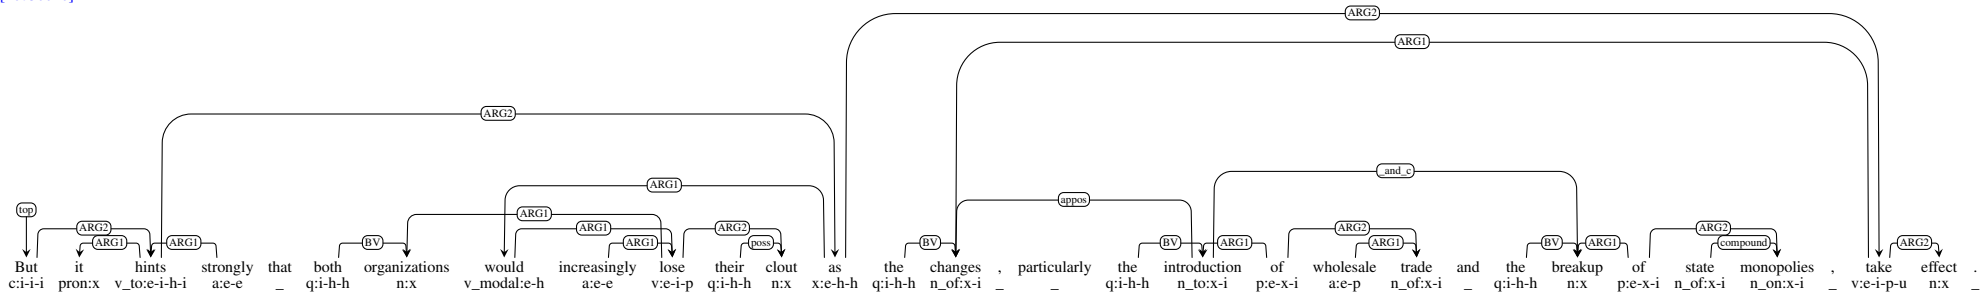 ARG2
ARG1
ARG2
_and_c
ARG1
appos
top
ARG1
ARG2
ARG1
ARG2
ARG2
ARG2
ARG1
ARG1
BV
ARG1
poss
BV
BV
ARG1
ARG1
BV
ARG1
compound
ARG2
But it hints strongly that both organizations would increasingly lose their clout as the changes , particularly the introduction of wholesale trade and the breakup of state monopolies , take effect .
c:i-i-i pron:x v_to:e-i-h-i a:e-e _ q:i-h-h n:x v_modal:e-h a:e-e v:e-i-p q:i-h-h n:x x:e-h-h q:i-h-h n_of:x-i _ _ q:i-h-h n_to:x-i p:e-x-i a:e-p n_of:x-i _ q:i-h-h n:x p:e-x-i n_of:x-i n_on:x-i _ v:e-i-p-u n:x _